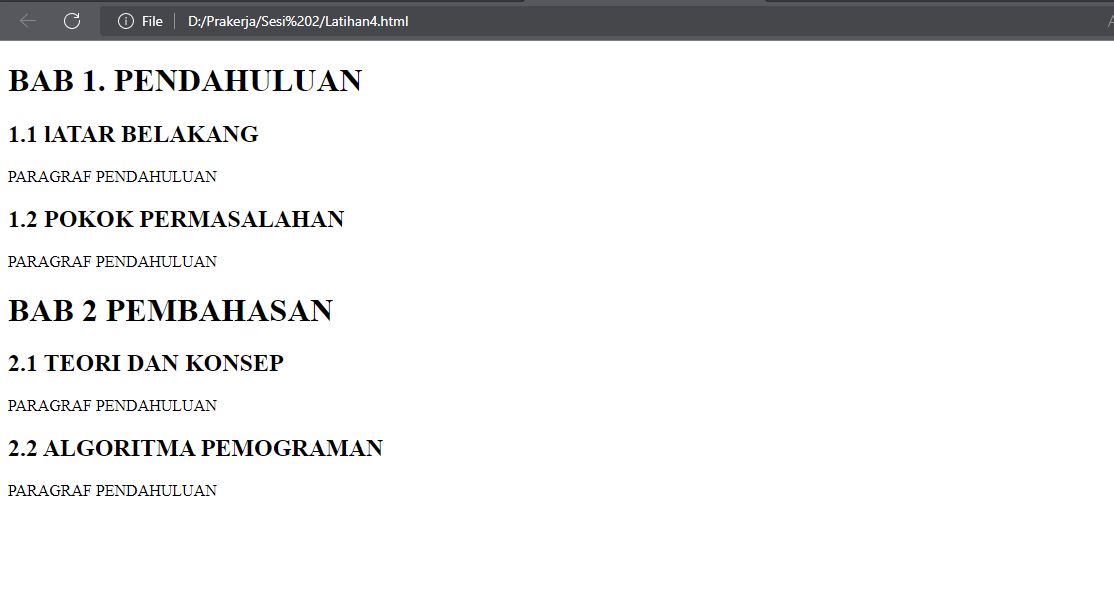 File D:/Prakerja/Sesi%202/Latihan4.html
BAB 1. PENDAHULUAN
1.1 lATAR BELAKANG
PARAGRAF PENDAHULUAN
1.2 POKOK PERMASALAHAN
PARAGRAF PENDAHULUAN
BAB 2 PEMBAHASAN
2.1 TEORI DAN KONSEP
PARAGRAF PENDAHULUAN
2.2 ALGORITMA PEMOGRAMAN
PARAGRAF PENDAHULUAN